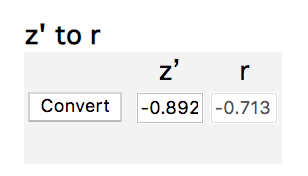 z' to r
z’ r
Convert -0.892 -0.713